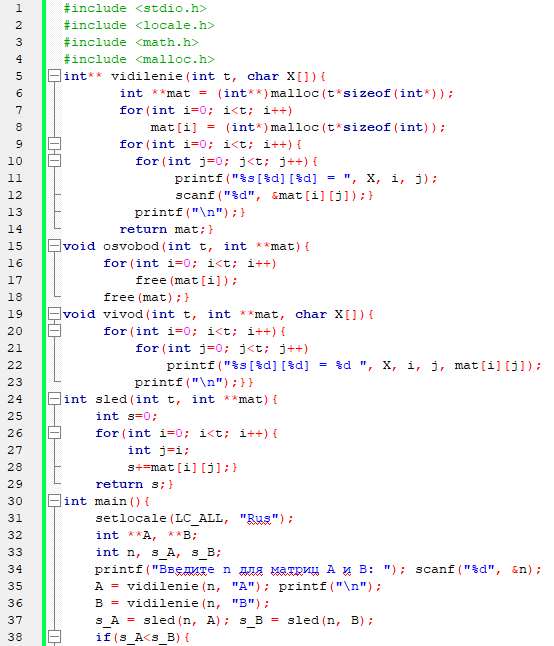 1 #include <stdio.h>
2 #include <locale.h>
3 #include <math.h>
4 #include <malloc.h>
5 int** vidilenie(int t, char X[]){
6 int **mat = (int**)malloc(t*sizeof(int*));
7 for(int i=0; i<t; i++)
8 mat[i] = (int*)malloc(t*sizeof(int));
9 for(int i=0; i<t; i++){
10 for(int j=0; j<t; j++){
11 printf("%s[%d][%d] = ", X, i, j);
12 scanf("%d", &mat[i][j]);}
13 printf("\n");}
14 return mat;}
15 void osvobod(int t, int **mat){
16 for(int i=0; i<t; i++)
17 free(mat[i]);
18 free(mat);}
19 void vivod(int t, int **mat, char X[]){
20 for(int i=0; i<t; i++){
21 for(int j=0; j<t; j++)
22 printf("%s[%d][%d] = %d ", X, i, j, mat[i][j]);
23 printf("\n");}}
24 int sled(int t, int **mat){
25 int s=0;
26 for(int i=0; i<t; i++){
27 int j=i;
28 s+=mat[i][j];}
29 return s;}
30 int main(){
31 setlocale(LC_ALL, "Rus");
32 int **A, **B;
33 int n, s_A, s_B;
34 printf("Введите n для матриц A и B: "); scanf("%d", &n);
35 A = vidilenie(n, "A"); printf("\n");
36 B = vidilenie(n, "B");
37 s_A = sled(n, A); s_B = sled(n, B);
38 if(s_A<s_B){